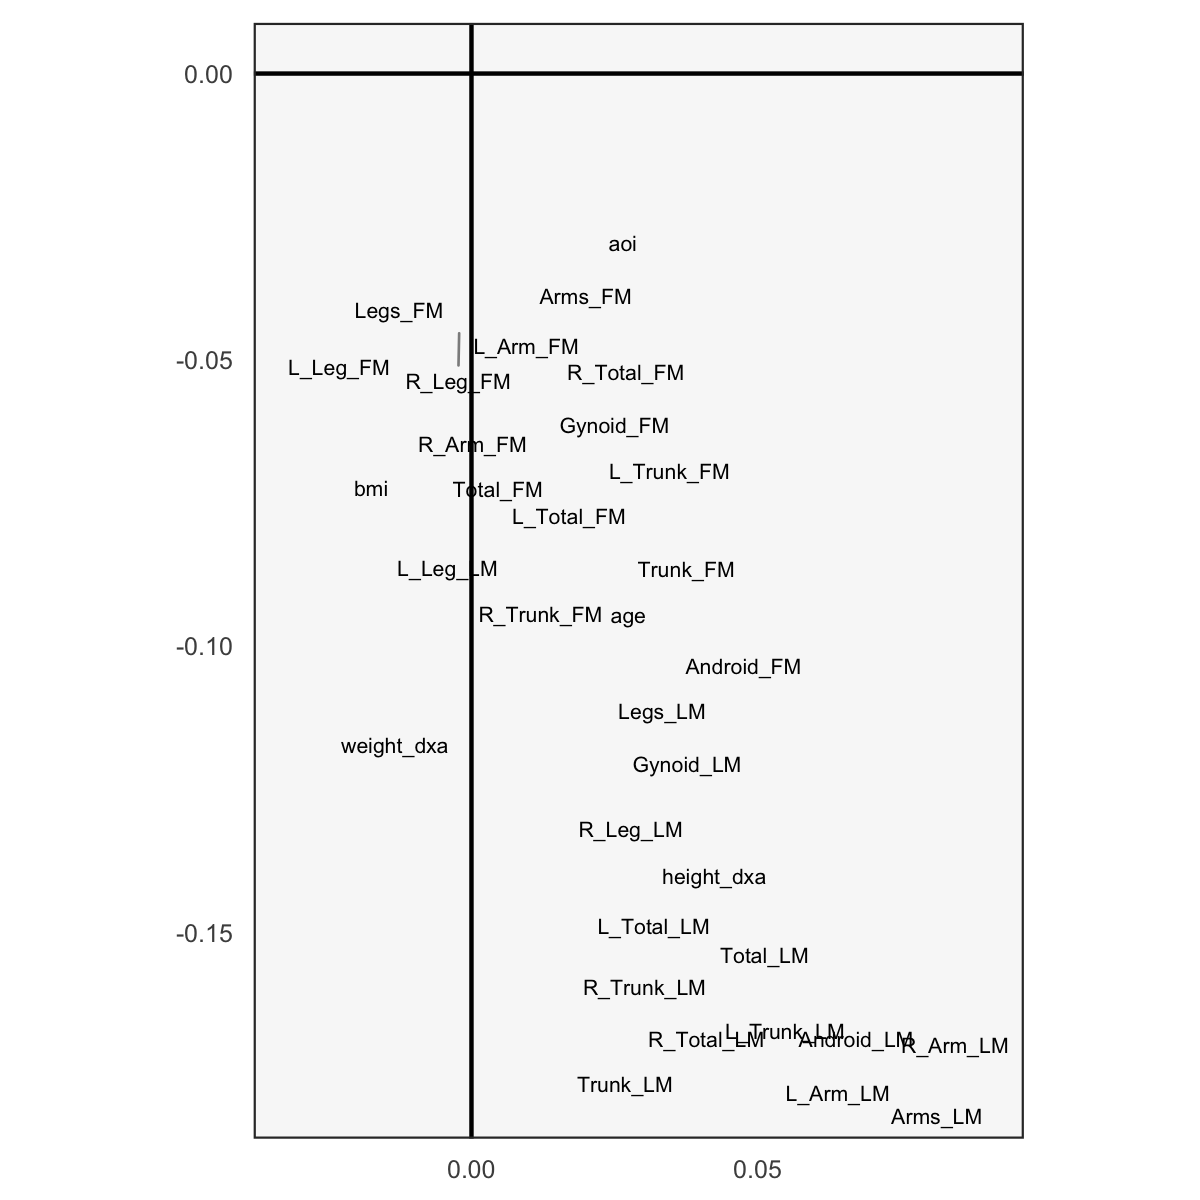 0.00
aoi
Arms_FM
Legs_FM
L_Arm_FM
-0.05
L_Leg_FM
R_Total_FM
R_Leg_FM
Gynoid_FM
R_Arm_FM
L_Trunk_FM
bmi
Total_FM
L_Total_FM
L_Leg_LM
Trunk_FM
R_Trunk_FM
age
-0.10
Android_FM
Legs_LM
weight_dxa
Gynoid_LM
R_Leg_LM
height_dxa
L_Total_LM
-0.15
Total_LM
R_Trunk_LM
L_Trunk_LM
R_Total_LM
Android_LM
R_Arm_LM
Trunk_LM
L_Arm_LM
Arms_LM
0.00
0.05